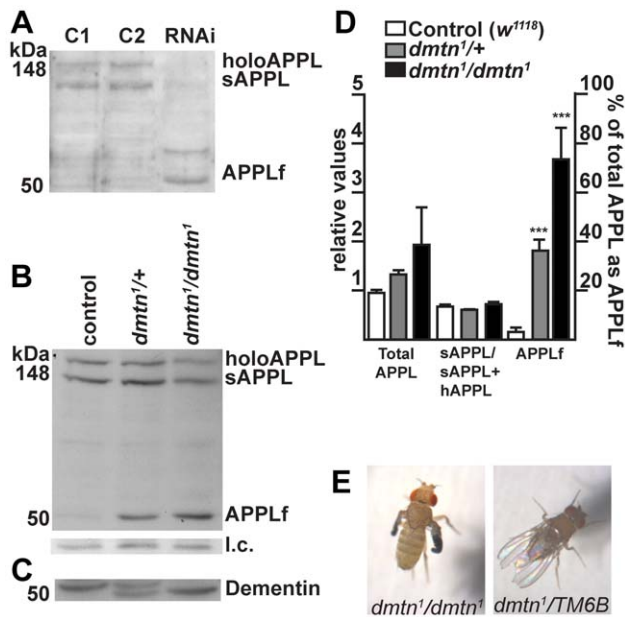 A
kDa
C1 C2 RNAi
148
holoAPPL
sAPPL
APPLf
50
B
control
dmtn1/+
dmtn1/dmtn1
kDa
148
holoAPPL
sAPPL
50
APPLf
l.c.
C
50
Dementin
D
Control (w1118)
dmtn1/+
dmtn1/dmtn1
relative values
5
4
3
2
1
100
80
60
40
20
% of total APPL as APPLf
***
***
Total
APPL
sAPPL/
sAPPL+
hAPPL
APPLf
E
dmtn1/dmtn1
dmtn1/TM6B